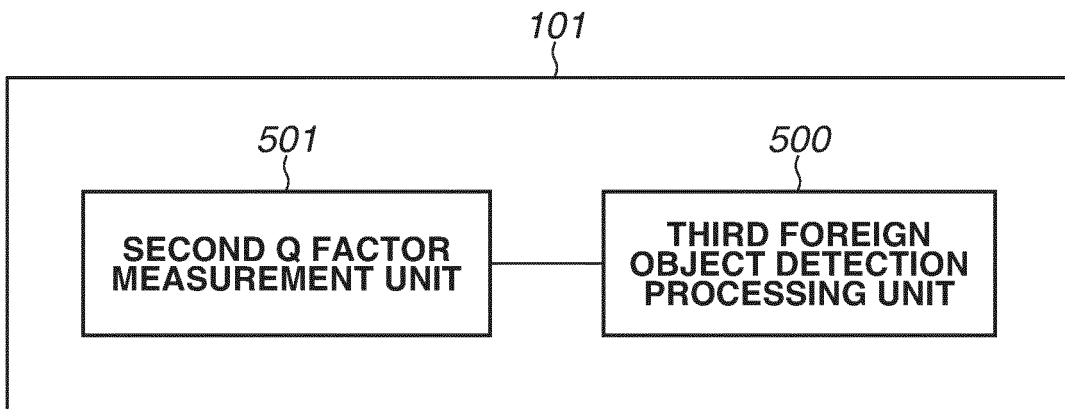 101
501
500
SECOND Q FACTOR
MEASUREMENT UNIT
THIRD FOREIGN
OBJECT DETECTION
PROCESSING UNIT